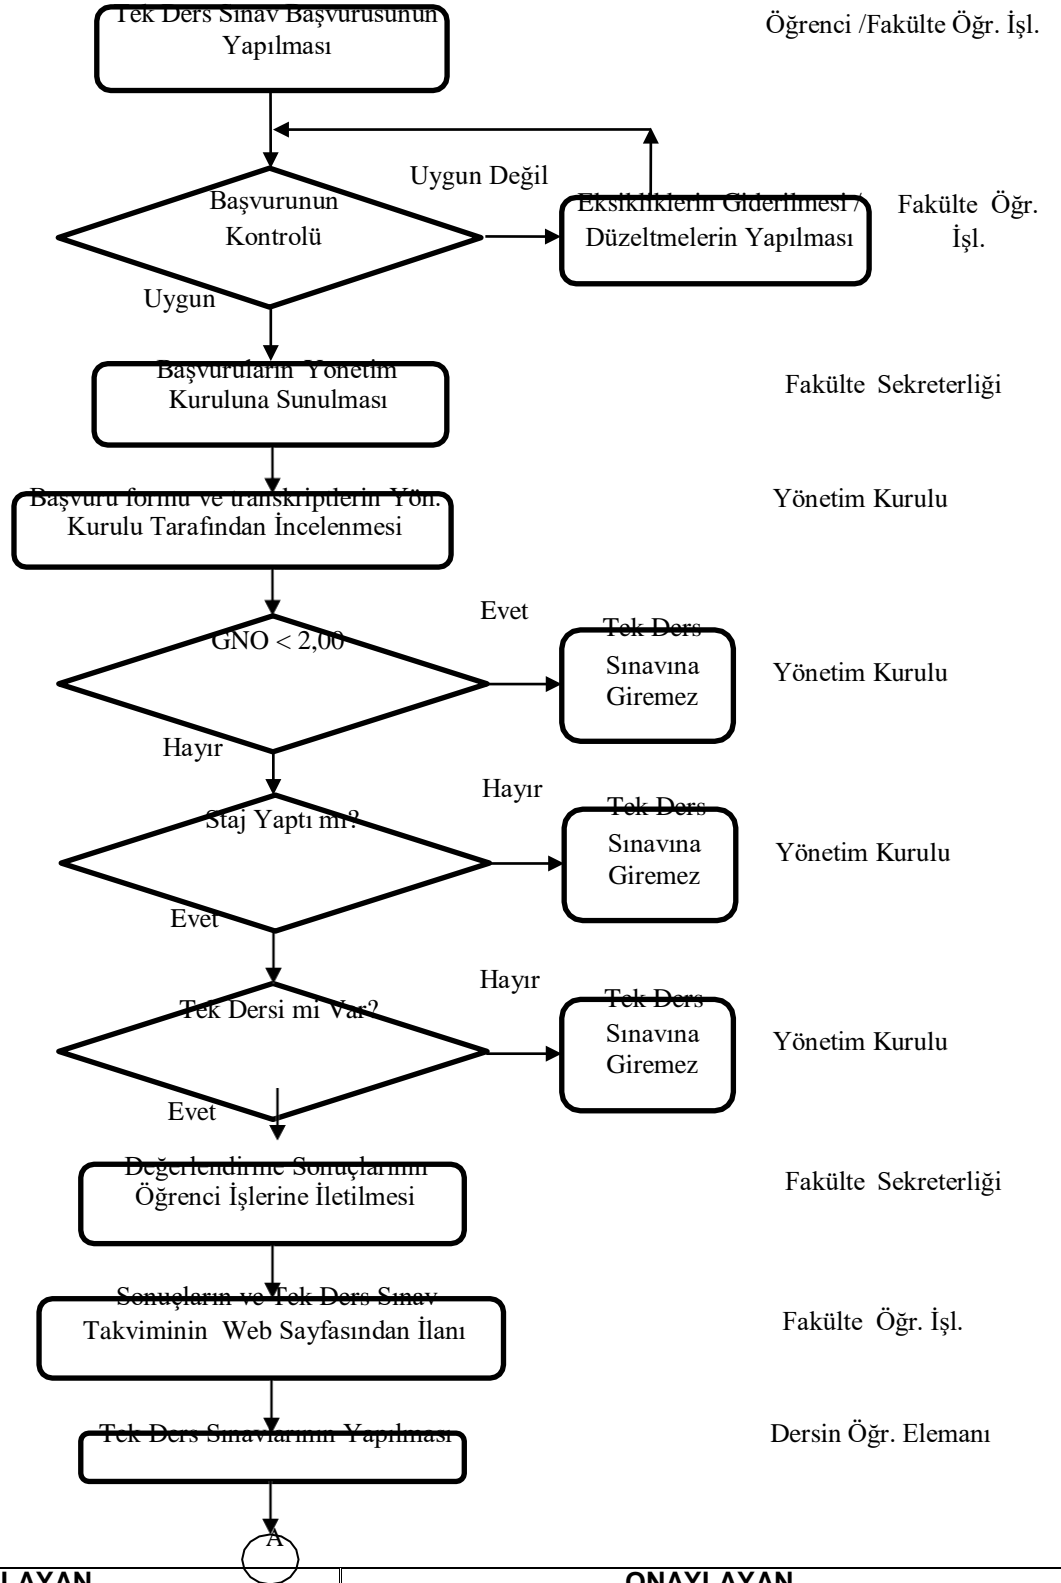 Tek Ders Sınav Başvurusunun
Yapılması
Öğrenci /Fakülte Öğr. İşl.
Uygun Değil
Başvurunun
Kontrolü
Eksikliklerin Giderilmesi /
Düzeltmelerin Yapılması
Fakülte Öğr.
İşl.
Uygun
Başvuruların Yönetim
Kuruluna Sunulması
Fakülte Sekreterliği
Başvuru formu ve transkriptlerin Yön.
Kurulu Tarafından İncelenmesi
Yönetim Kurulu
Evet
GNO < 2,00
Tek Ders
Sınavına
Giremez
Yönetim Kurulu
Hayır
Hayır
Staj Yaptı mı?
Tek Ders
Sınavına
Giremez
Yönetim Kurulu
Evet
Hayır
Tek Dersi mi Var?
Tek Ders
Sınavına
Giremez
Yönetim Kurulu
Evet
Değerlendirme Sonuçlarının
Öğrenci İşlerine İletilmesi
Fakülte Sekreterliği
Sonuçların ve Tek Ders Sınav
Takviminin Web Sayfasından İlanı
Fakülte Öğr. İşl.
Tek Ders Sınavlarının Yapılması
Dersin Öğr. Elemanı
A
LAYAN
ONAYLAYAN